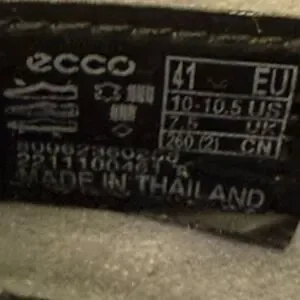 ecco
41 EU
10-10.5 US
7.5 UK
260 (2) CN
MADE IN THAILAND